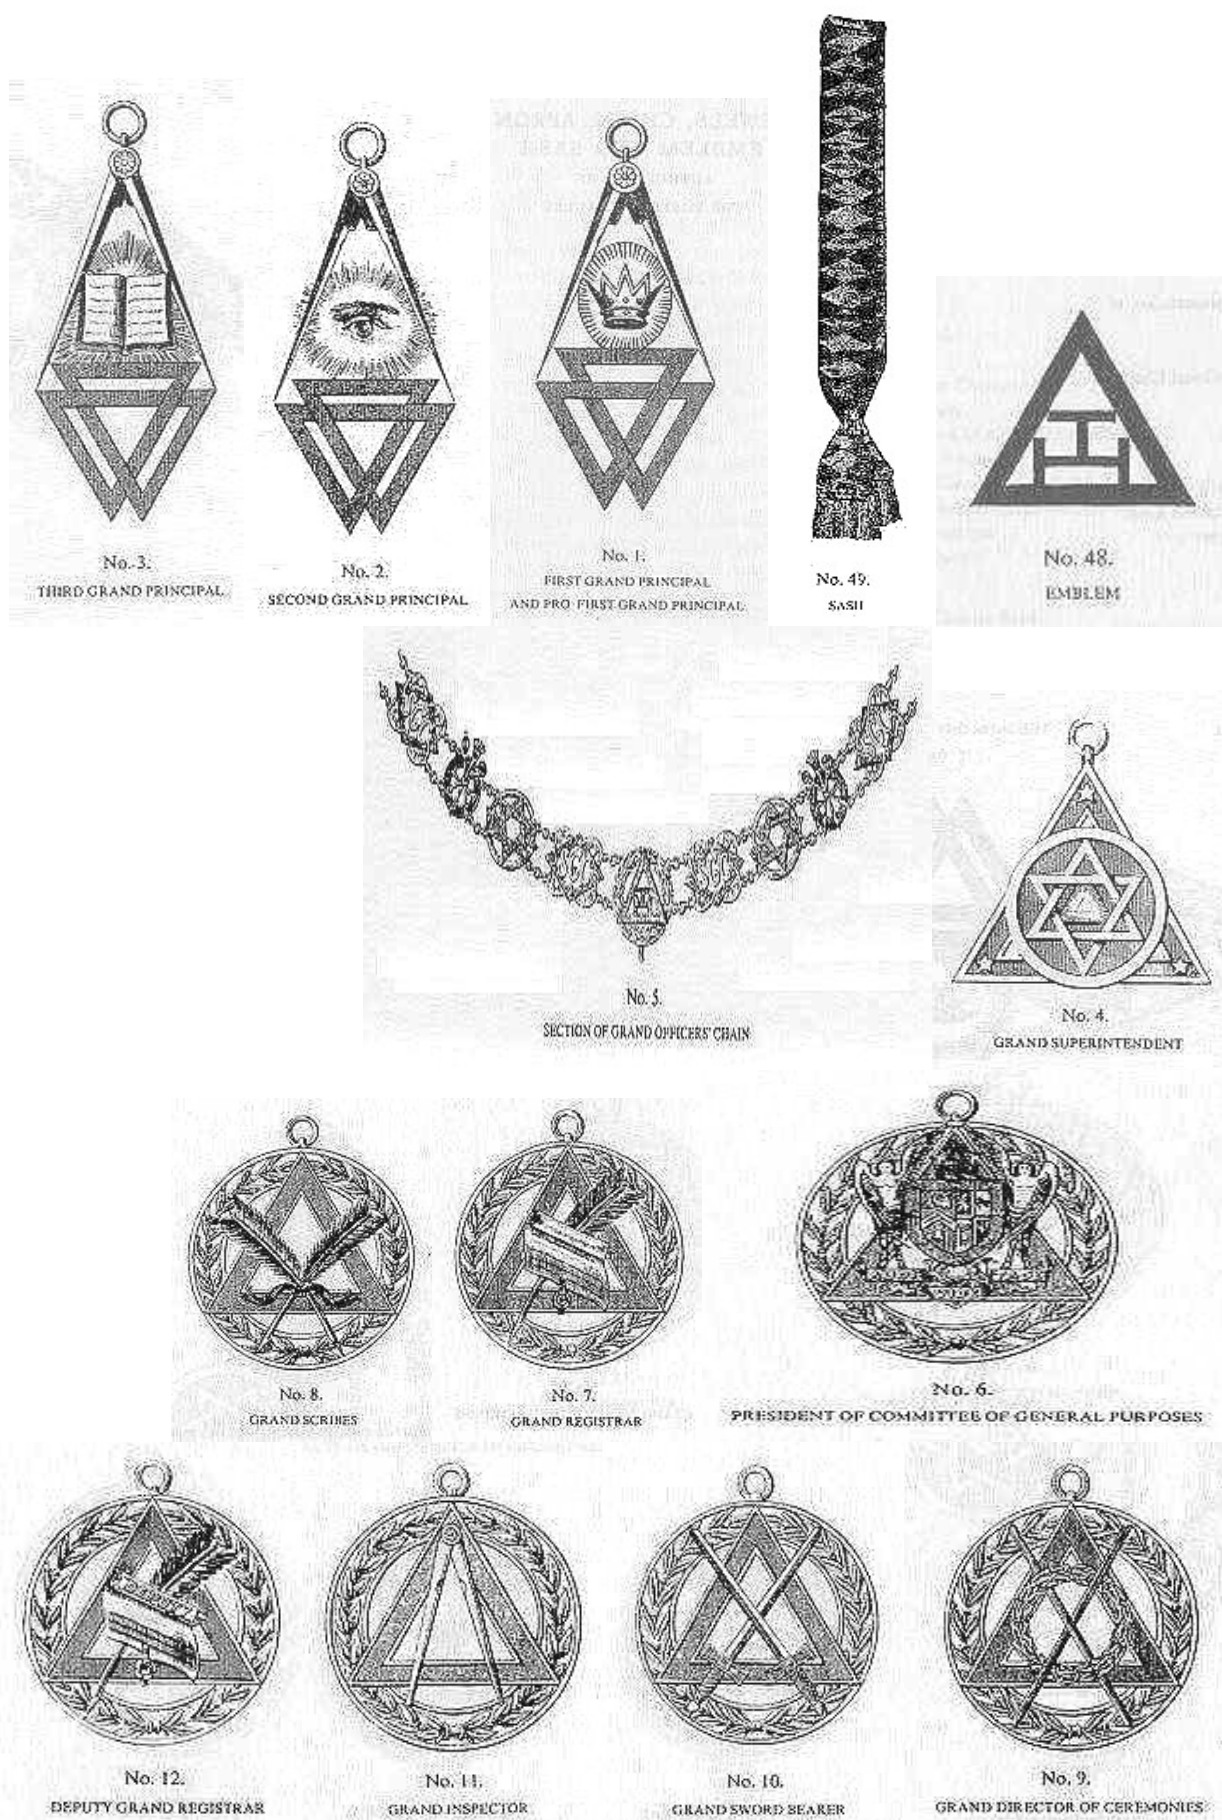 No. 3.
THIRD GRAND PRINCIPAL
No. 2.
SECOND GRAND PRINCIPAL
No. 1.
FIRST GRAND PRINCIPAL
AND PRO FIRST GRAND PRINCIPAL
No. 49.
SASH
No. 48.
EMBLEM
No. 5.
SECTION OF GRAND OFFICERS' CHAIN
No. 4.
GRAND SUPERINTENDENT
No. 8.
GRAND SCRIBES
No. 7.
GRAND REGISTRAR
No. 6.
PRESIDENT OF COMMITTEE OF GENERAL PURPOSES
No. 12.
DEPUTY GRAND REGISTRAR
No. 11.
GRAND INSPECTOR
No. 10.
GRAND SWORD BEARER
No. 9.
GRAND DIRECTOR OF CEREMONIES